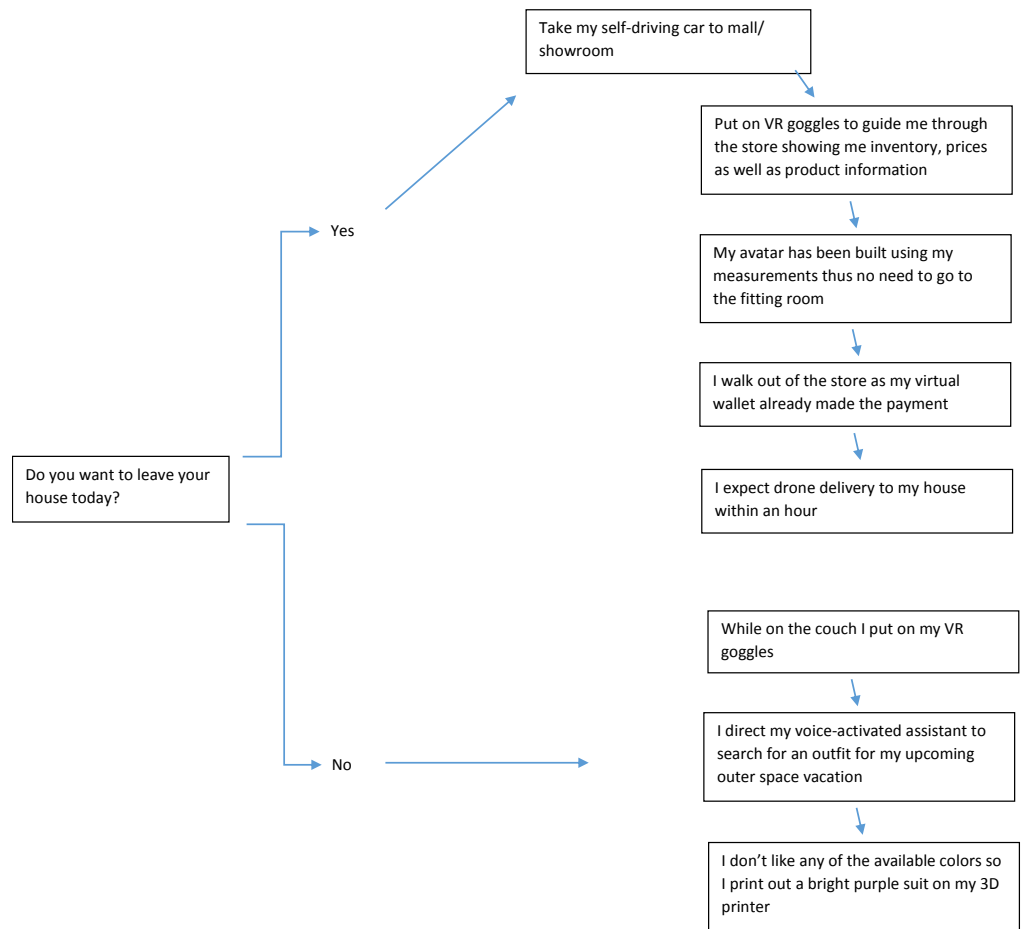 Do you want to leave your
house today?
Yes
Take my self-driving car to mall/
showroom
Put on VR goggles to guide me through
the store showing me inventory, prices
as well as product information
My avatar has been built using my
measurements thus no need to go to
the fitting room
I walk out of the store as my virtual
wallet already made the payment
I expect drone delivery to my house
within an hour
No
While on the couch I put on my VR
goggles
I direct my voice-activated assistant to
search for an outfit for my upcoming
outer space vacation
I don’t like any of the available colors so
I print out a bright purple suit on my 3D
printer